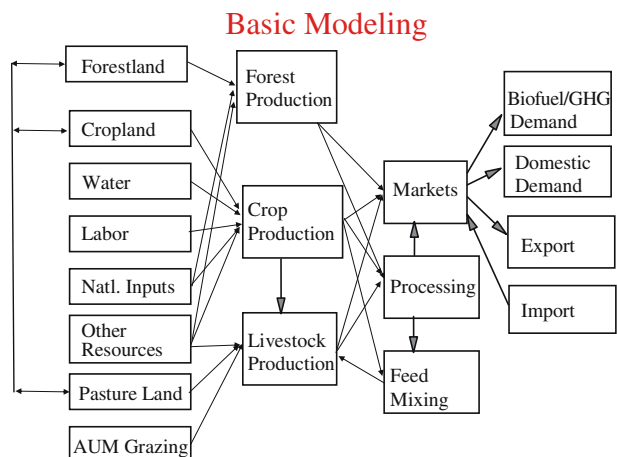 Basic Modeling
Forestland
Cropland
Water
Labor
Natl. Inputs
Other
Resources
Pasture Land
AUM Grazing
Forest
Production
Crop
Production
Livestock
Production
Markets
Processing
Feed
Mixing
Biofuel/GHG
Demand
Domestic
Demand
Export
Import